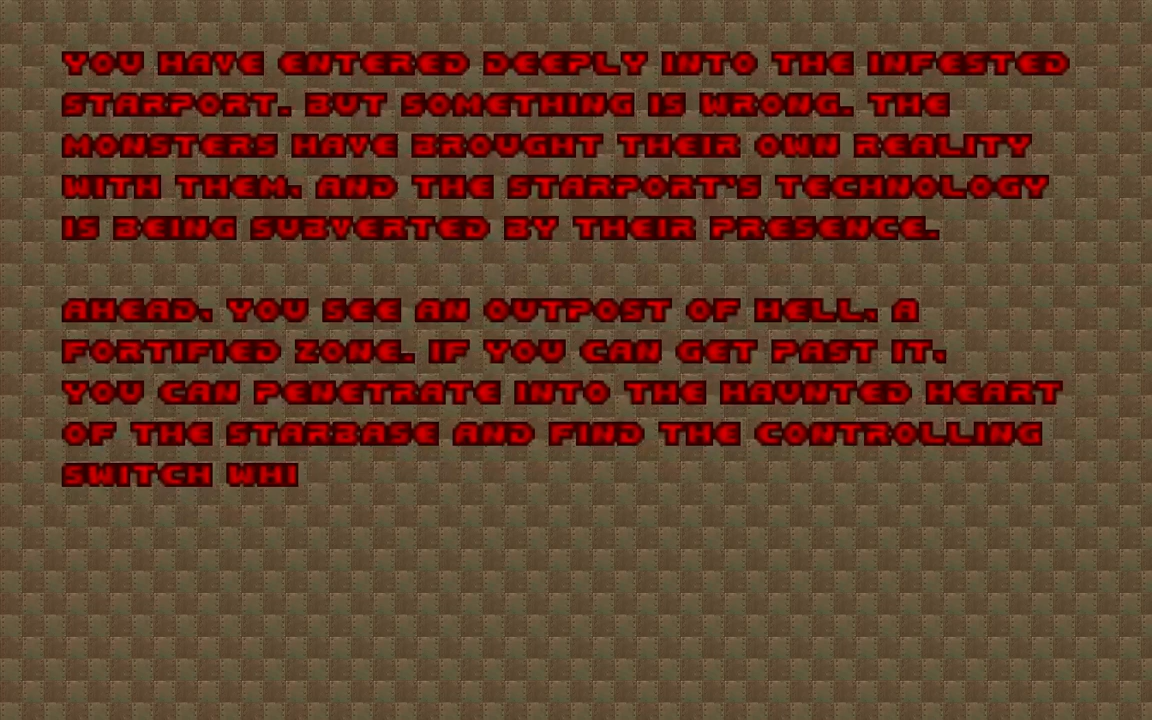 YOU HAVE ENTERED DEEPLY INTO THE INFESTED
STARPORT. BUT SOMETHING IS WRONG. THE
MONSTERS HAVE BROUGHT THEIR OWN REALITY
WITH THEM, AND THE STARPORT'S TECHNOLOGY
IS BEING SUBVERTED BY THEIR PRESENCE.

AHEAD, YOU SEE AN OUTPOST OF HELL, A
FORTIFIED ZONE. IF YOU CAN GET PAST IT,
YOU CAN PENETRATE INTO THE HAUNTED HEART
OF THE STARBASE AND FIND THE CONTROLLING
SWITCH WHI